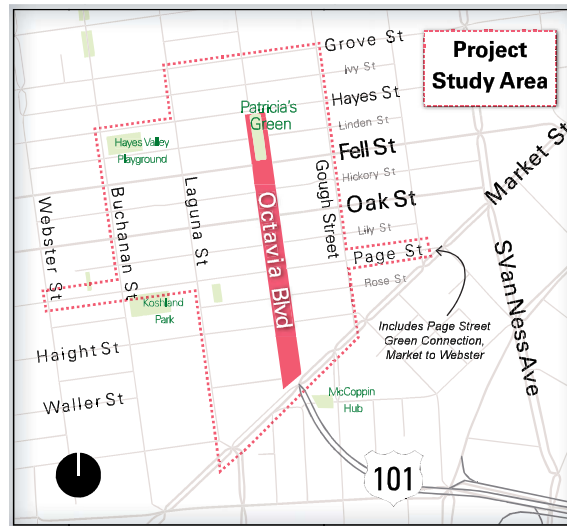 Project
Study Area
Grove St
Ivy St
Hayes St
Linden St
Fell St
Hickory St
Oak St
Lily St
Page St
Rose St
Market St
S Van Ness Ave
Patricia's
Green
Hayes Valley
Playground
Webster St
Buchanan St
Laguna St
Octavia Blvd
Gough Street
Koshland
Park
Haight St
Waller St
Includes Page Street
Green Connection,
Market to Webster
McCoppin
Hub
101